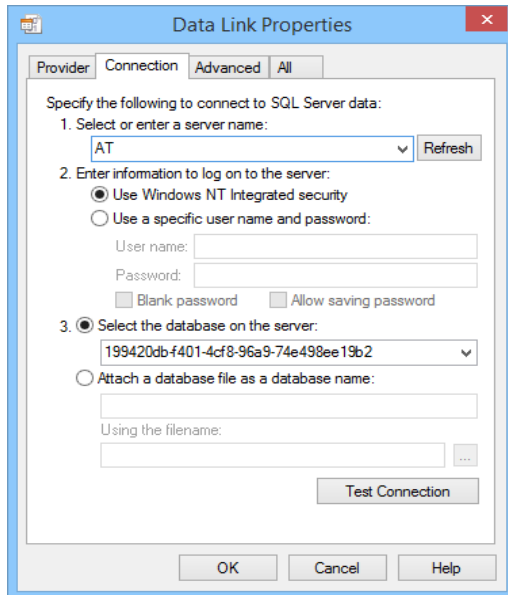 Data Link Properties
Provider Connection Advanced All
Specify the following to connect to SQL Server data:
1. Select or enter a server name:
AT Refresh
2. Enter information to log on to the server:
Use Windows NT Integrated security
Use a specific user name and password:
User name:
Password:
Blank password Allow saving password
3. Select the database on the server:
199420db-f401-4cf8-96a9-74e498ee19b2
Attach a database file as a database name:
Using the filename:
...
Test Connection
OK Cancel Help